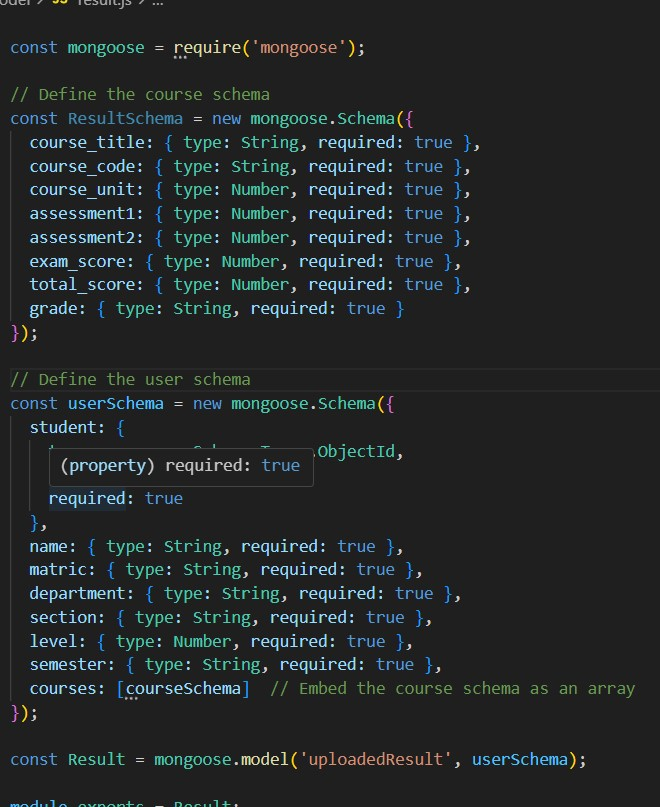 result.js > ...
const mongoose = require('mongoose');
// Define the course schema
const ResultSchema = new mongoose.Schema({
course_title: { type: String, required: true },
course_code: { type: String, required: true },
course_unit: { type: Number, required: true },
assessment1: { type: Number, required: true },
assessment2: { type: Number, required: true },
exam_score: { type: Number, required: true },
total_score: { type: Number, required: true },
grade: { type: String, required: true }
});
// Define the user schema
const userSchema = new mongoose.Schema({
student: {
.ObjectId,
(property) required: true
required: true
},
name: { type: String, required: true },
matric: { type: String, required: true },
department: { type: String, required: true },
section: { type: String, required: true },
level: { type: Number, required: true },
semester: { type: String, required: true },
courses: [courseSchema] // Embed the course schema as an array
});
const Result = mongoose.model('uploadedResult', userSchema);
module.exports = Result;